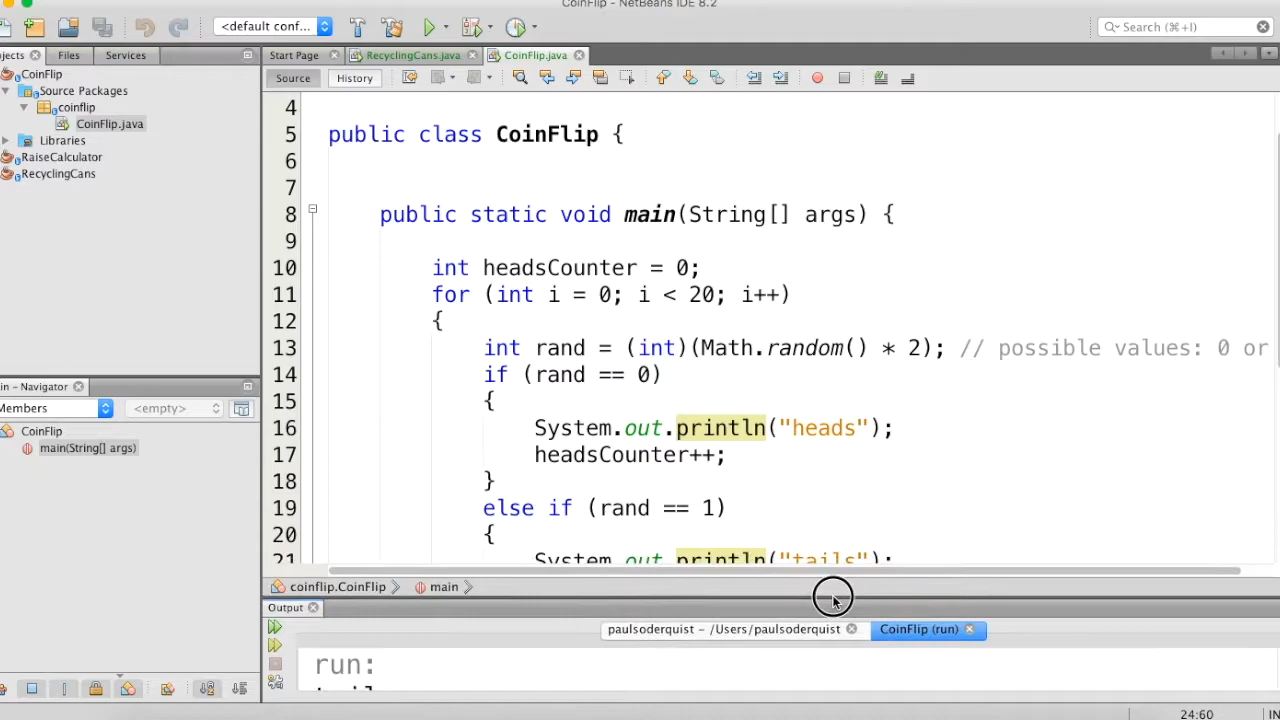 CoinFlip - NetBeans IDE 8.2
<default conf...
Search (⌘+I)
Files
Services
Start Page
RecyclingCans.java
CoinFlip.java
Source
History
CoinFlip
Source Packages
coinflip
CoinFlip.java
Libraries
RaiseCalculator
RecyclingCans
4
5 public class CoinFlip {
6
7
8 public static void main(String[] args) {
9
10 int headsCounter = 0;
11 for (int i = 0; i < 20; i++)
12 {
13 int rand = (int)(Math.random() * 2); // possible values: 0 or
14 if (rand == 0)
15 {
16 System.out.println("heads");
17 headsCounter++;
18 }
19 else if (rand == 1)
20 {
21 System.out.println("tails");
in - Navigator
Members
<empty>
CoinFlip
main(String[] args)
coinflip.CoinFlip
main
Output
paulsoderquist - /Users/paulsoderquist
CoinFlip (run)
run:
24:60